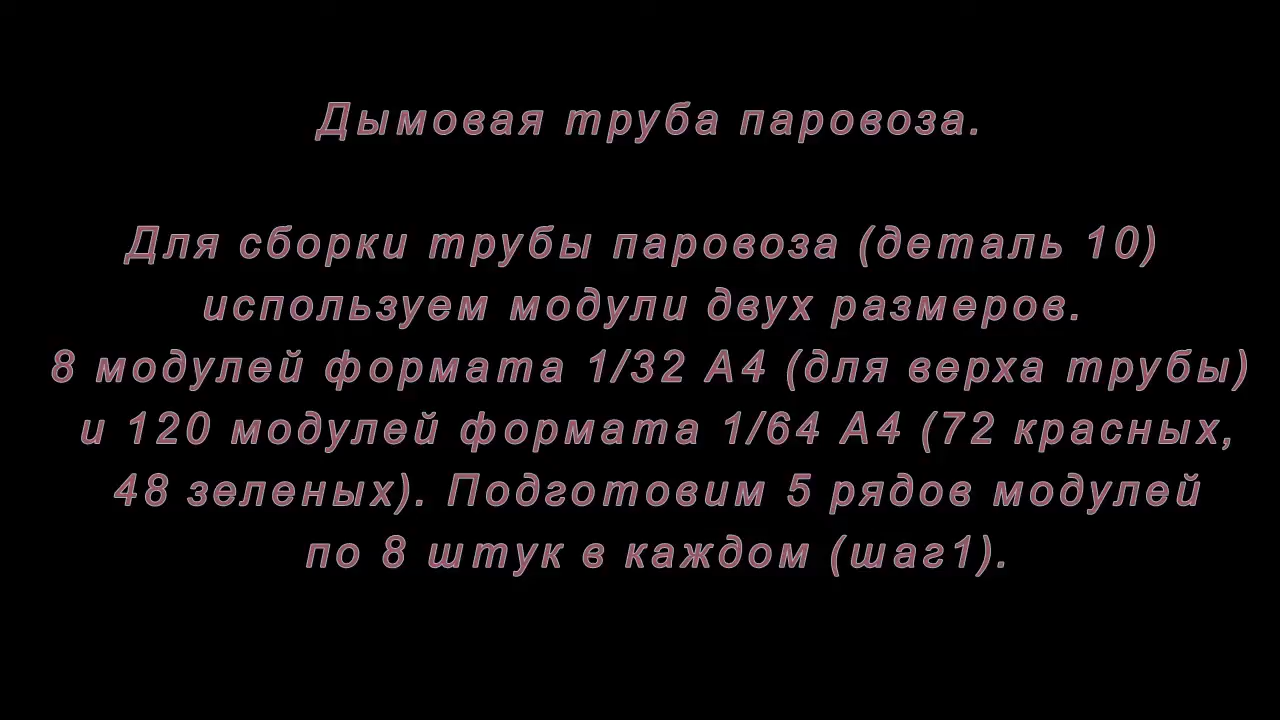 Дымовая труба паровоза.
Для сборки трубы паровоза (деталь 10)
используем модули двух размеров.
8 модулей формата 1/32 А4 (для верха трубы)
и 120 модулей формата 1/64 А4 (72 красных,
48 зеленых). Подготовим 5 рядов модулей
по 8 штук в каждом (шаг1).